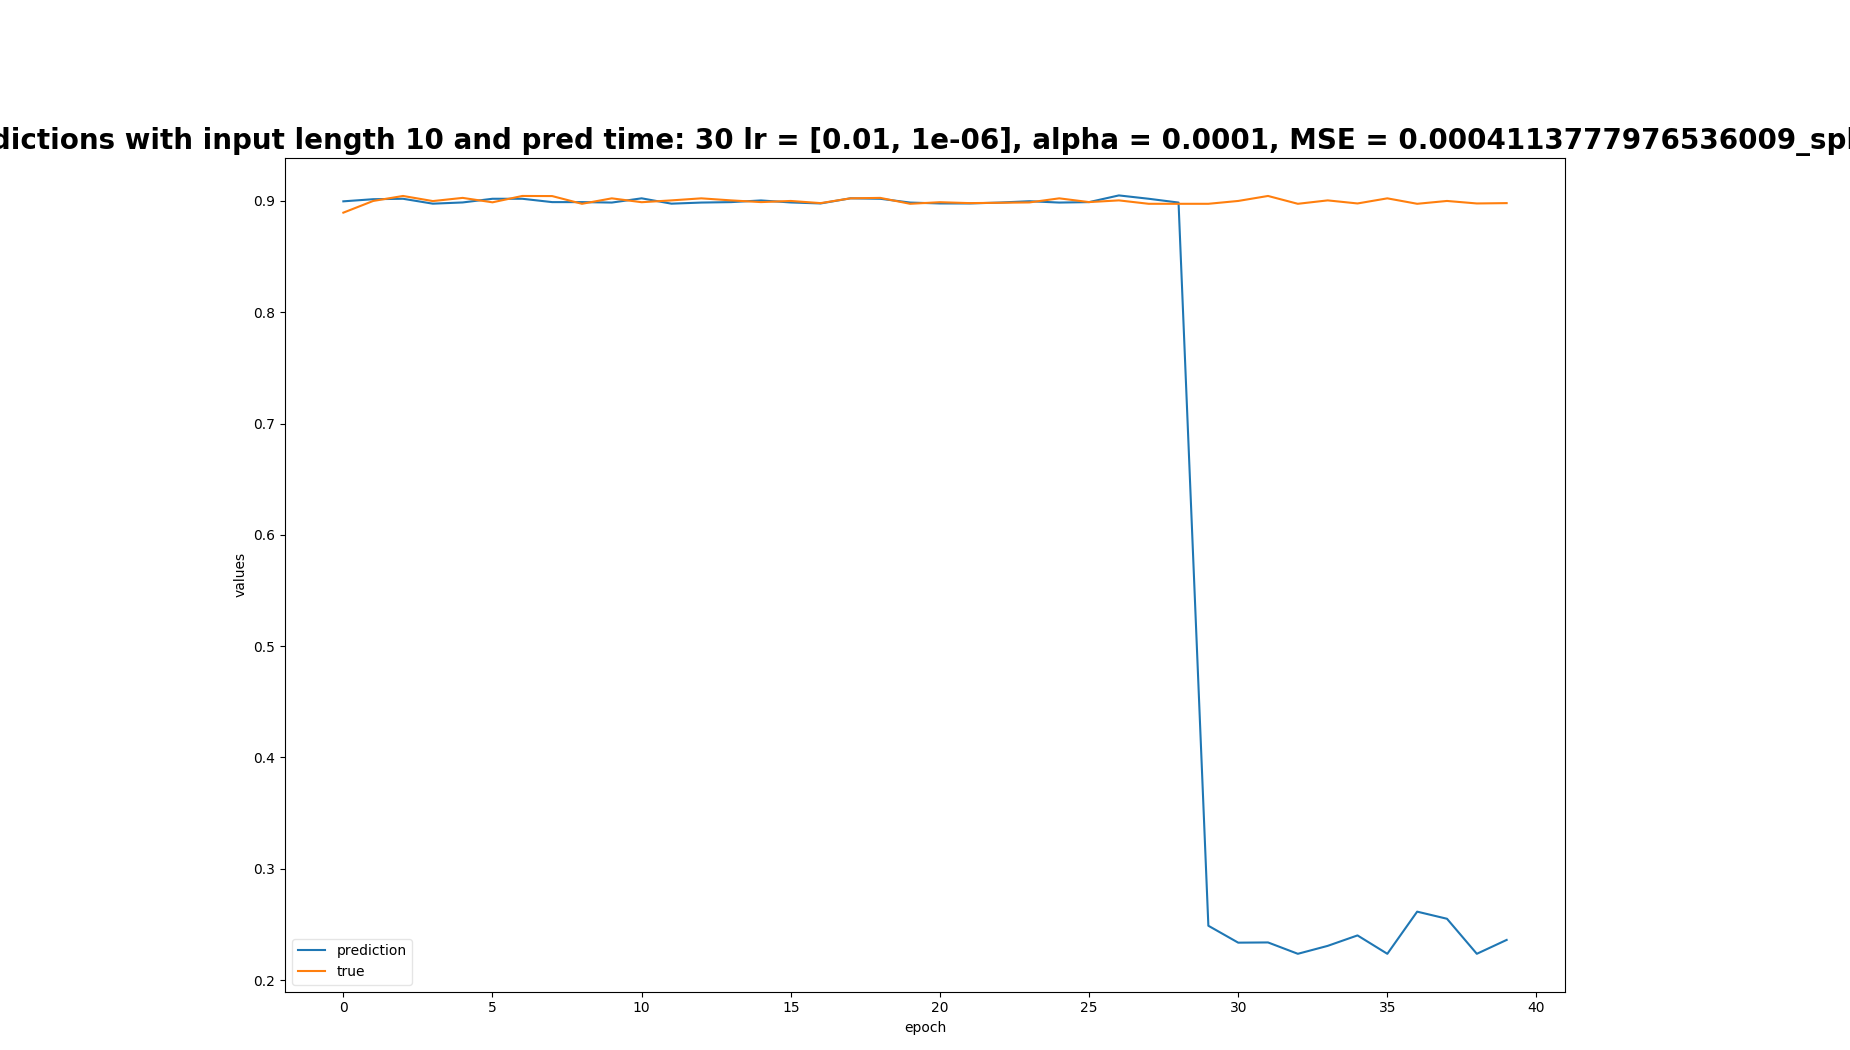 dictions with input length 10 and pred time: 30 lr = [0.01, 1e-06], alpha = 0.0001, MSE = 0.0004113777976536009_spl
0.9
0.8
0.7
0.6
0.5
0.4
0.3
0.2
values
prediction
true
0 5 10 15 20 25 30 35 40
epoch